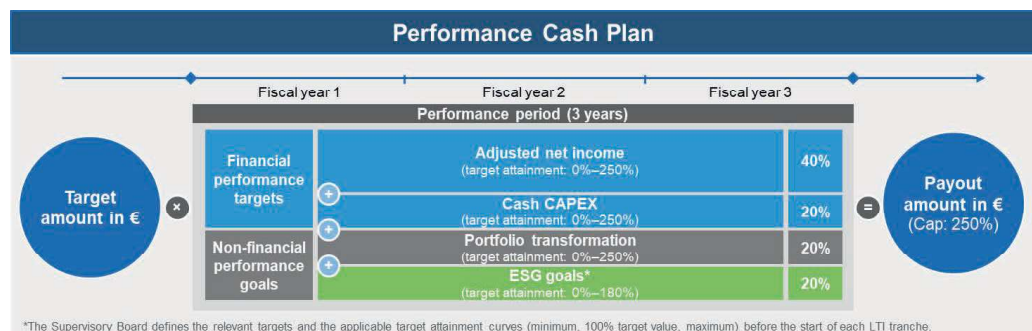 Performance Cash Plan
Fiscal year 1
Fiscal year 2
Fiscal year 3
Performance period (3 years)
Target
amount in €
×
Financial
performance
targets
Adjusted net income
(target attainment: 0%–250%)
40%
+
Cash CAPEX
(target attainment: 0%–250%)
20%
+
Non-financial
performance
goals
Portfolio transformation
(target attainment: 0%–250%)
20%
+
ESG goals*
(target attainment: 0%–180%)
20%
=
Payout
amount in €
(Cap: 250%)
*The Supervisory Board defines the relevant targets and the applicable target attainment curves (minimum, 100% target value, maximum) before the start of each LTI tranche.